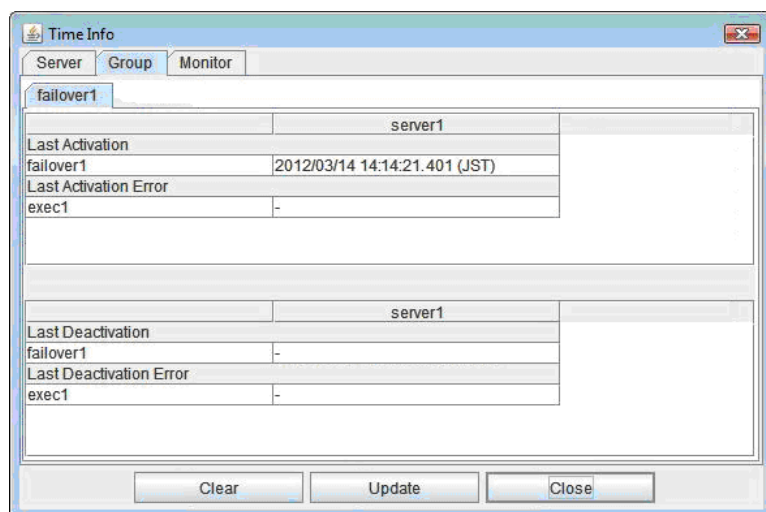 Time Info
Server Group Monitor
failover1
server1
Last Activation
failover1 2012/03/14 14:14:21.401 (JST)
Last Activation Error
exec1 -
server1
Last Deactivation
failover1 -
Last Deactivation Error
exec1 -
Clear Update Close